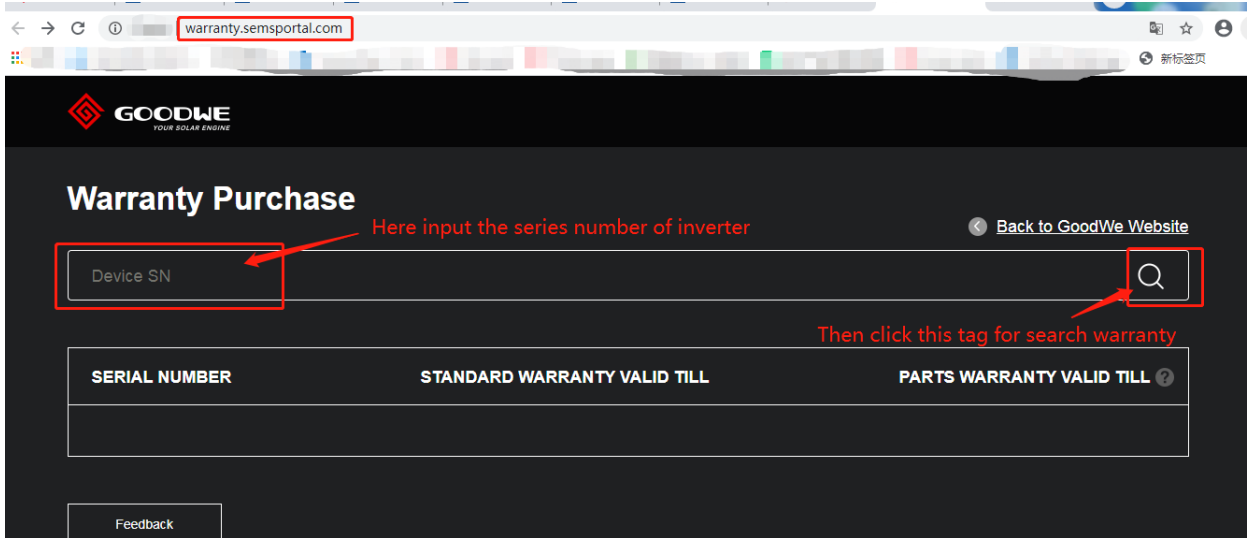 warranty.semsportal.com
新标签页
GOODWE
YOUR SOLAR ENGINE
Warranty Purchase
Here input the series number of inverter
Back to GoodWe Website
Device SN
Then click this tag for search warranty
SERIAL NUMBER STANDARD WARRANTY VALID TILL PARTS WARRANTY VALID TILL ?
Feedback